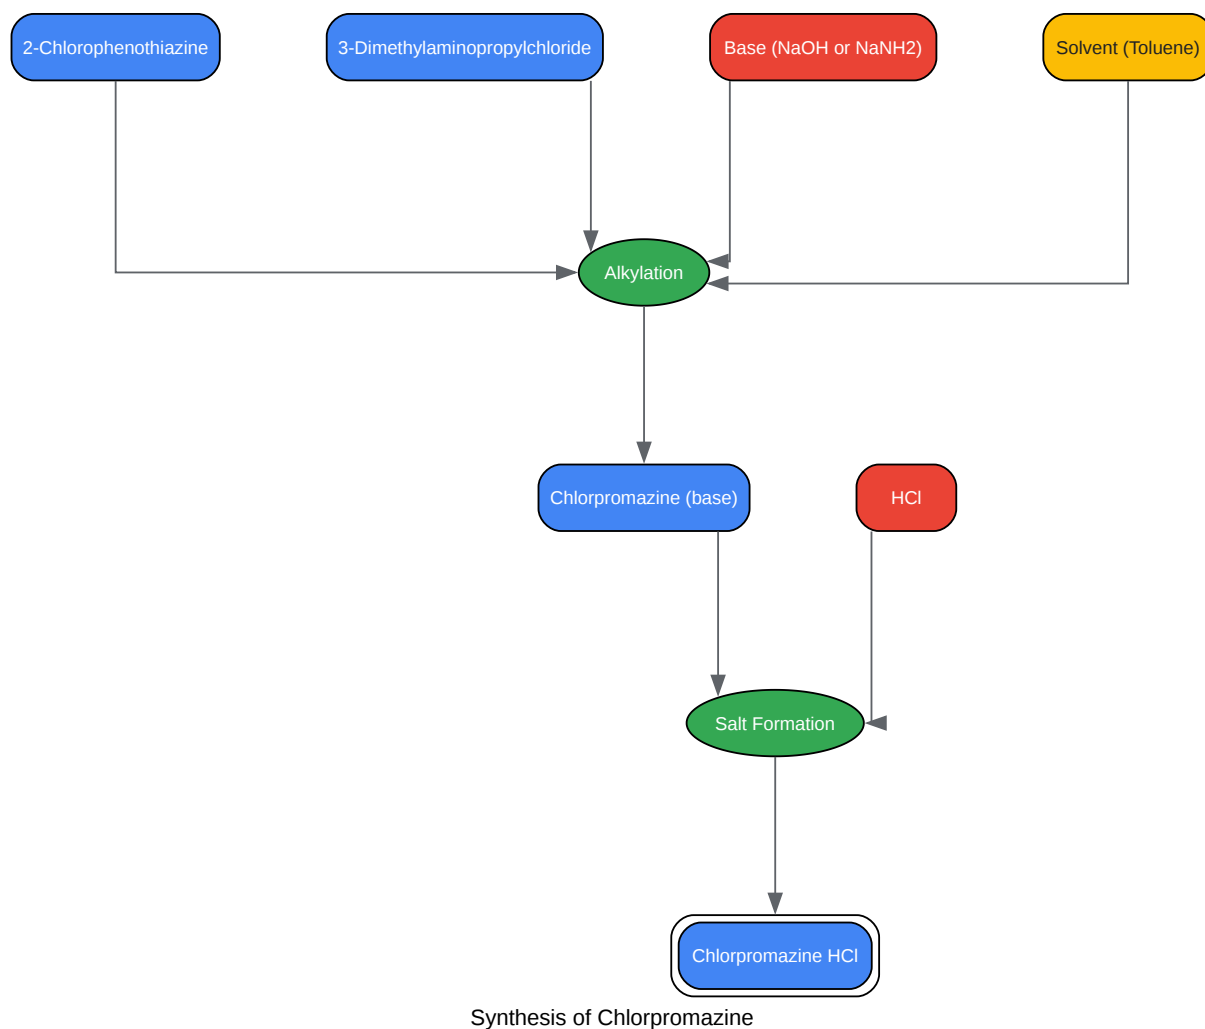 2-Chlorophenothiazine
3-Dimethylaminopropylchloride
Base (NaOH or NaNH2)
Solvent (Toluene)
Alkylation
Chlorpromazine (base)
HCl
Salt Formation
Chlorpromazine HCl
Synthesis of Chlorpromazine